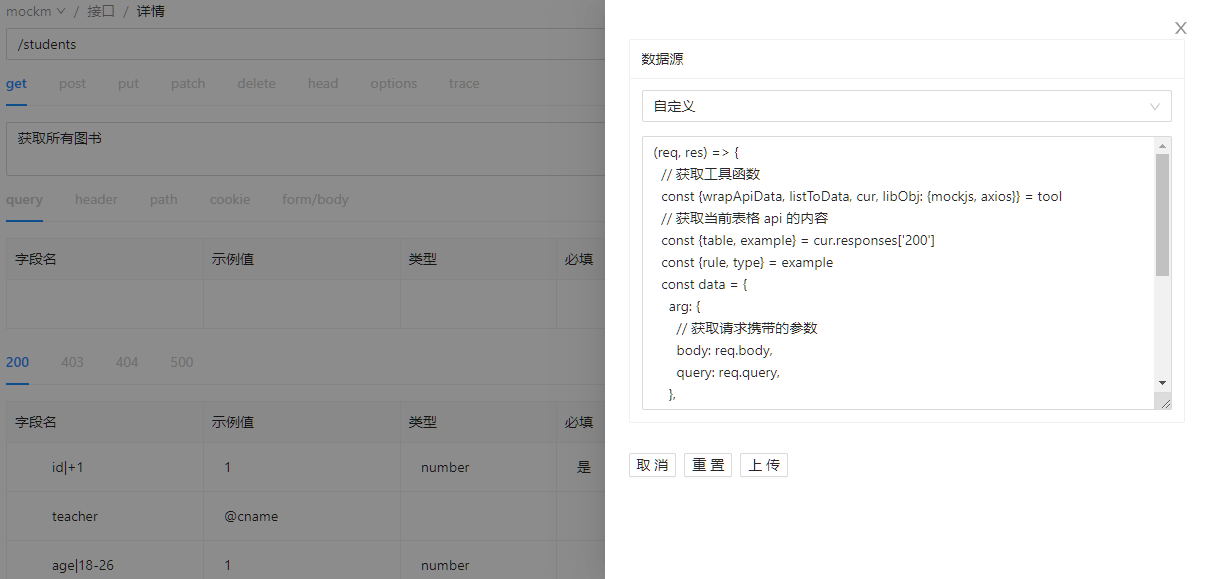 mockm / 接口 / 详情
/students
get post put patch delete head options trace
获取所有图书
query header path cookie form/body
字段名 示例值 类型 必填
200 403 404 500
字段名 示例值 类型 必填
id|+1 1 number 是
teacher @cname
age|18-26 1 number
X
数据源
自定义
(req, res) => {
// 获取工具函数
const {wrapApiData, listToData, cur, libObj: {mockjs, axios}} = tool
// 获取当前表格 api 的内容
const {table, example} = cur.responses['200']
const {rule, type} = example
const data = {
arg: {
// 获取请求携带的参数
body: req.body,
query: req.query,
},
取 消 重 置 上 传